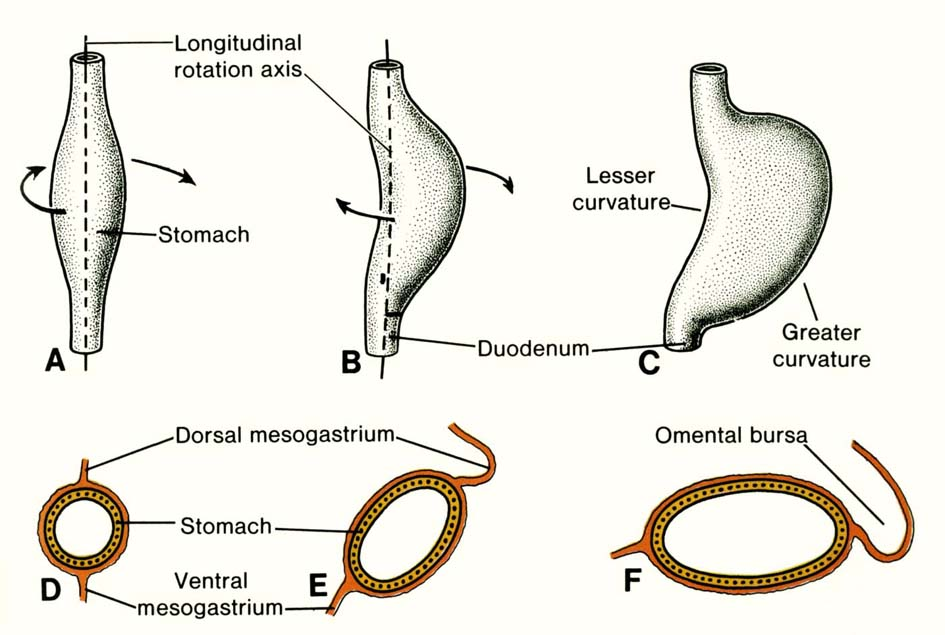 Longitudinal
rotation axis
Stomach
A
B
Duodenum
Lesser
curvature
C
Greater
curvature
Dorsal mesogastrium
Stomach
Ventral
mesogastrium
D
E
Omental bursa
F